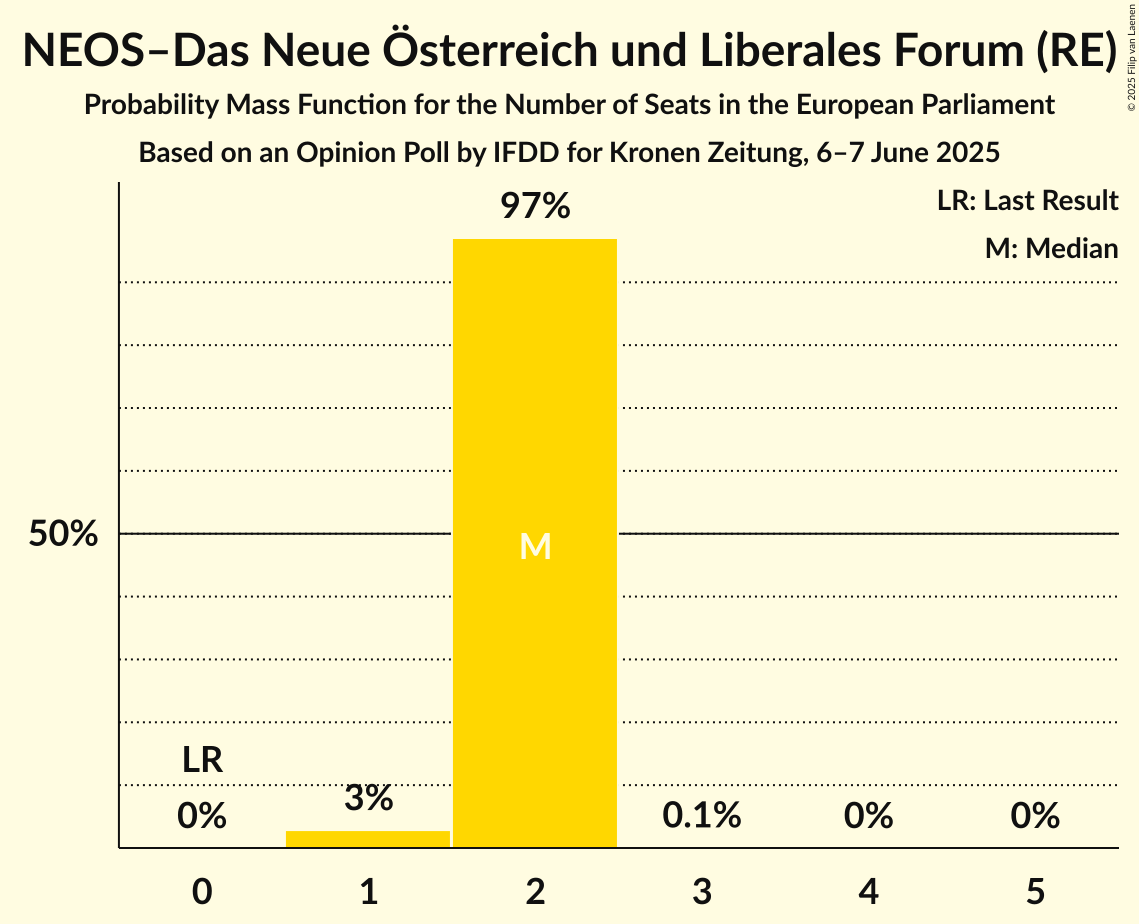 NEOS–Das Neue Österreich und Liberales Forum (RE)
Probability Mass Function for the Number of Seats in the European Parliament
Based on an Opinion Poll by IFDD for Kronen Zeitung, 6–7 June 2025
© 2025 Filip van Laenen
LR: Last Result
M: Median
97%
50%
M
LR
0%
3%
0.1%
0%
0%
0
1
2
3
4
5